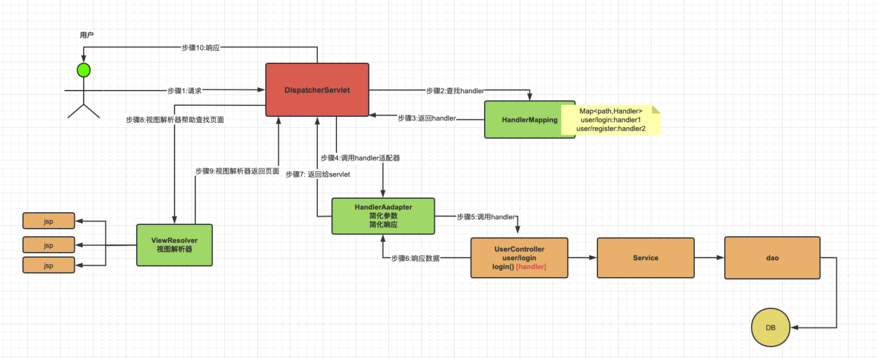 用户
步骤10:响应
步骤1:请求
DispatcherServlet
步骤2:查找handler
Map<path,Handler>
user/login:handler1
user/register:handler2
HandlerMapping
步骤3:返回handler
步骤8:视图解析器帮助查找页面
步骤4:调用handler适配器
步骤9:视图解析器返回页面
步骤7: 返回给servlet
HandlerAadapter
简化参数
简化响应
步骤5:调用handler
jsp
jsp
jsp
ViewResolver
视图解析器
步骤6:响应数据
UserController
user/login
login() [handler]
Service
dao
DB